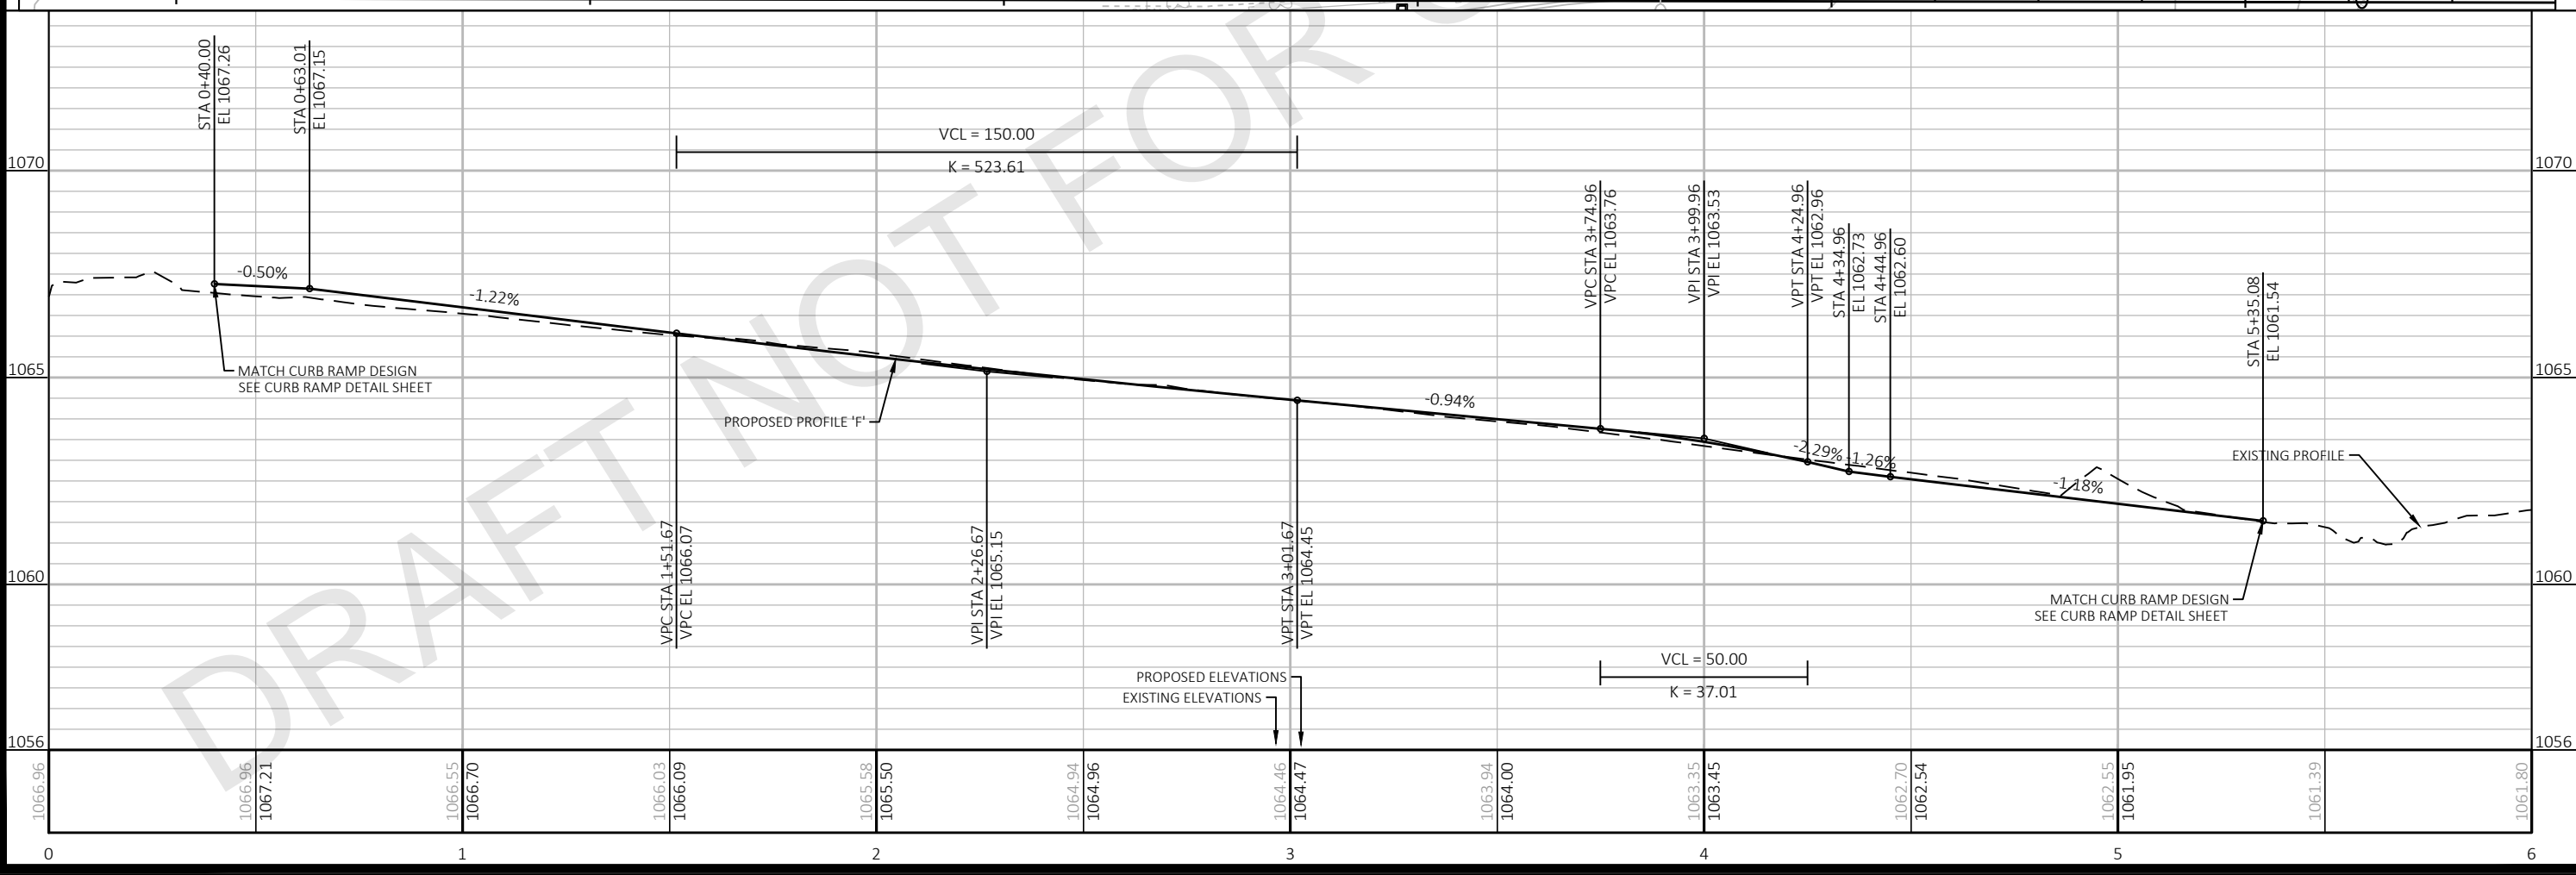 DRAFT NOT FOR
STA 0+40.00
EL 1067.26
STA 0+63.01
EL 1067.15
VCL = 150.00
K = 523.61
1070
1070
VPC STA 3+74.96
VPC EL 1063.76
VPI STA 3+99.96
VPI EL 1063.53
VPT STA 4+24.96
VPT EL 1062.96
STA 4+34.96
EL 1062.73
STA 4+44.96
EL 1062.60
STA 5+35.08
EL 1061.54
-0.50%
-1.22%
MATCH CURB RAMP DESIGN
SEE CURB RAMP DETAIL SHEET
1065
1065
PROPOSED PROFILE 'F'
-0.94%
-2.29%
-1.26%
-1.18%
EXISTING PROFILE
VPC STA 1+51.67
VPC EL 1066.07
VPI STA 2+26.67
VPI EL 1065.15
VPT STA 3+01.67
VPT EL 1064.45
1060
1060
MATCH CURB RAMP DESIGN
SEE CURB RAMP DETAIL SHEET
VCL = 50.00
K = 37.01
PROPOSED ELEVATIONS
EXISTING ELEVATIONS
1056
1056
1066.96
1066.96
1067.21
1066.55
1066.70
1066.03
1066.09
1065.58
1065.50
1064.94
1064.96
1064.46
1064.47
1063.94
1064.00
1063.35
1063.45
1062.70
1062.54
1062.55
1061.95
1061.39
1061.80
0
1
2
3
4
5
6